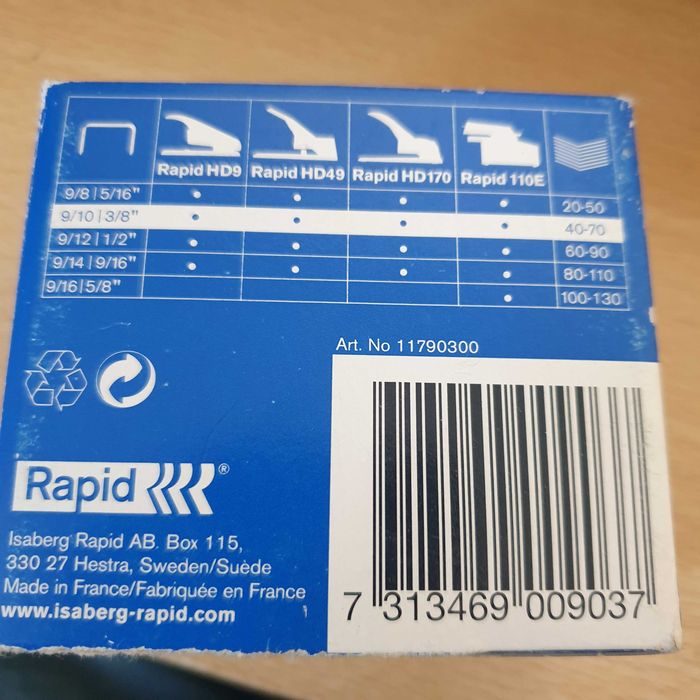 Rapid HD9 Rapid HD49 Rapid HD170 Rapid 110E
9/8 | 5/16" 20-50
9/10 | 3/8" 40-70
9/12 | 1/2" 60-90
9/14 | 9/16" 80-110
9/16 | 5/8" 100-130
Art. No 11790300
Rapid ®
Isaberg Rapid AB. Box 115,
330 27 Hestra, Sweden/Suède
Made in France/Fabriquée en France
www.isaberg-rapid.com
7 313469 009037